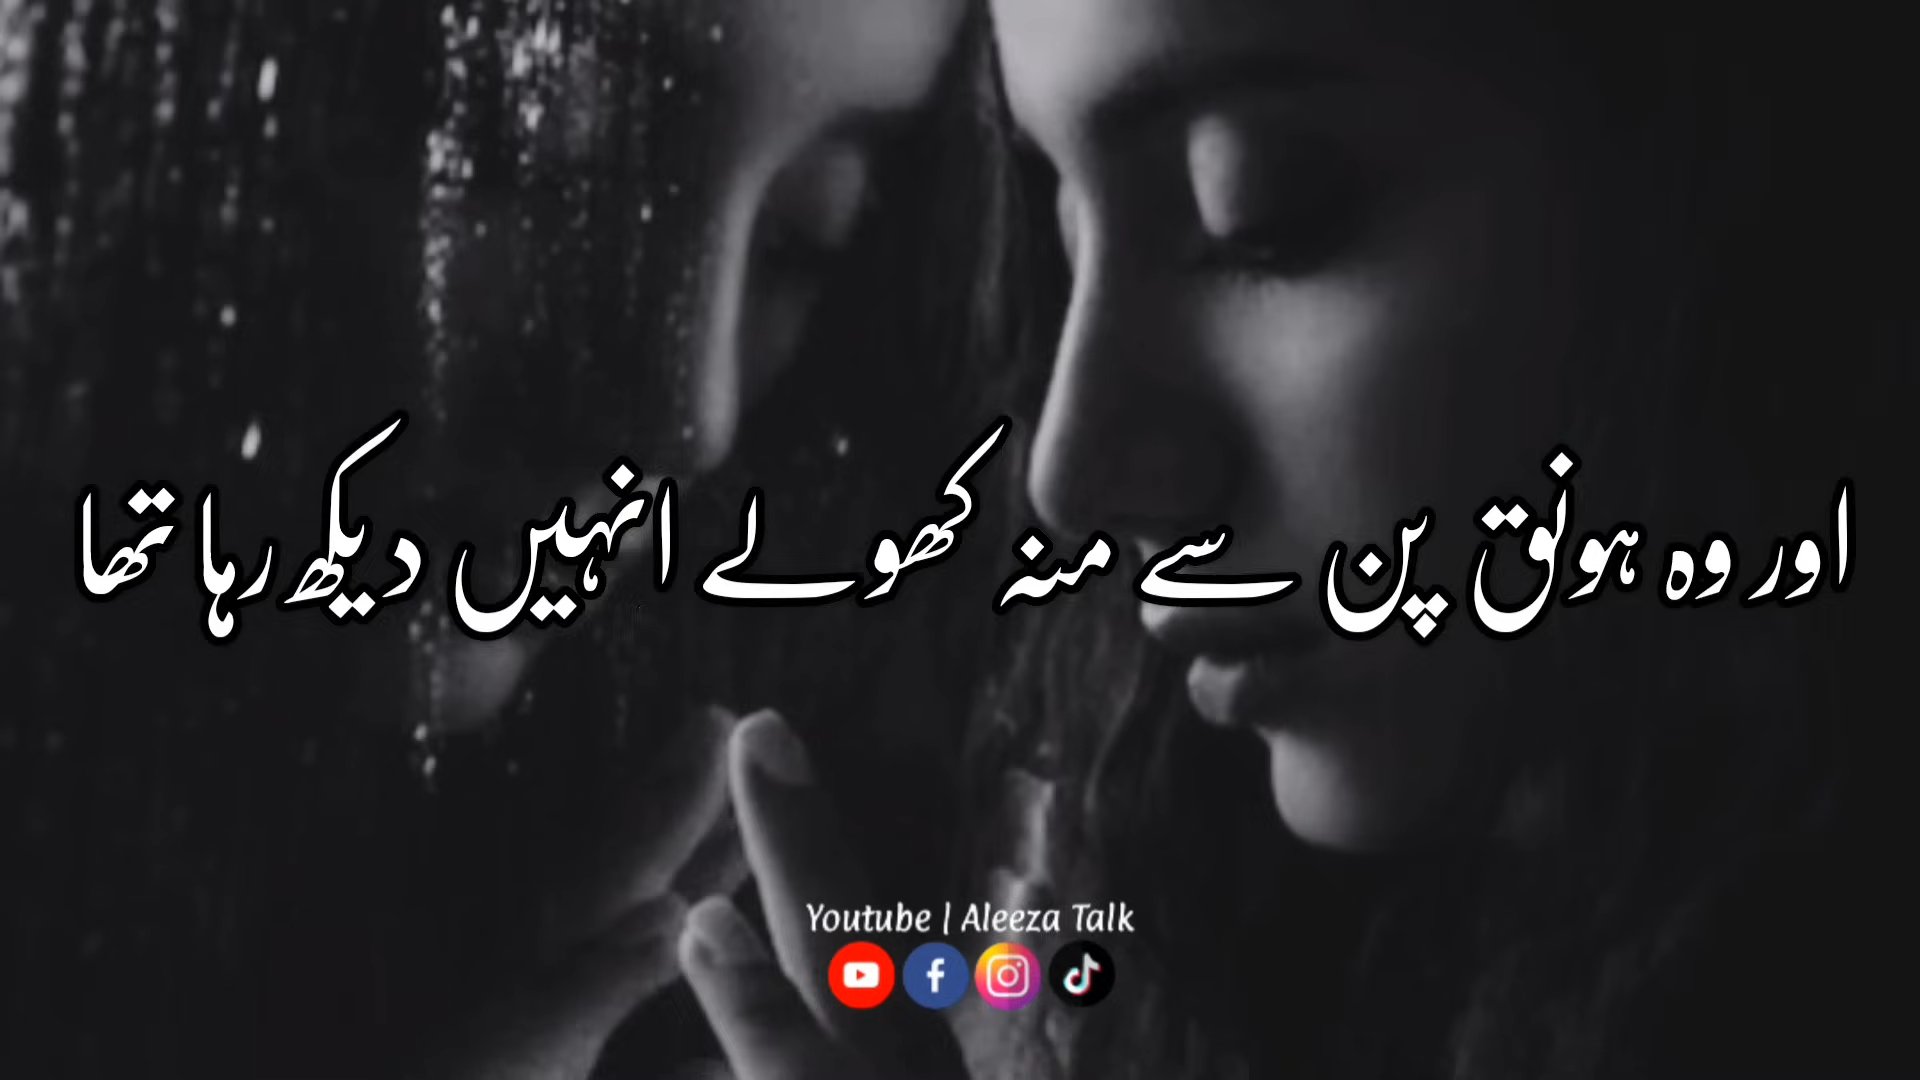 اور وہ ہونق پن سے منہ کھولے انہیں دیکھ رہا تھا
Youtube | Aleeza Talk